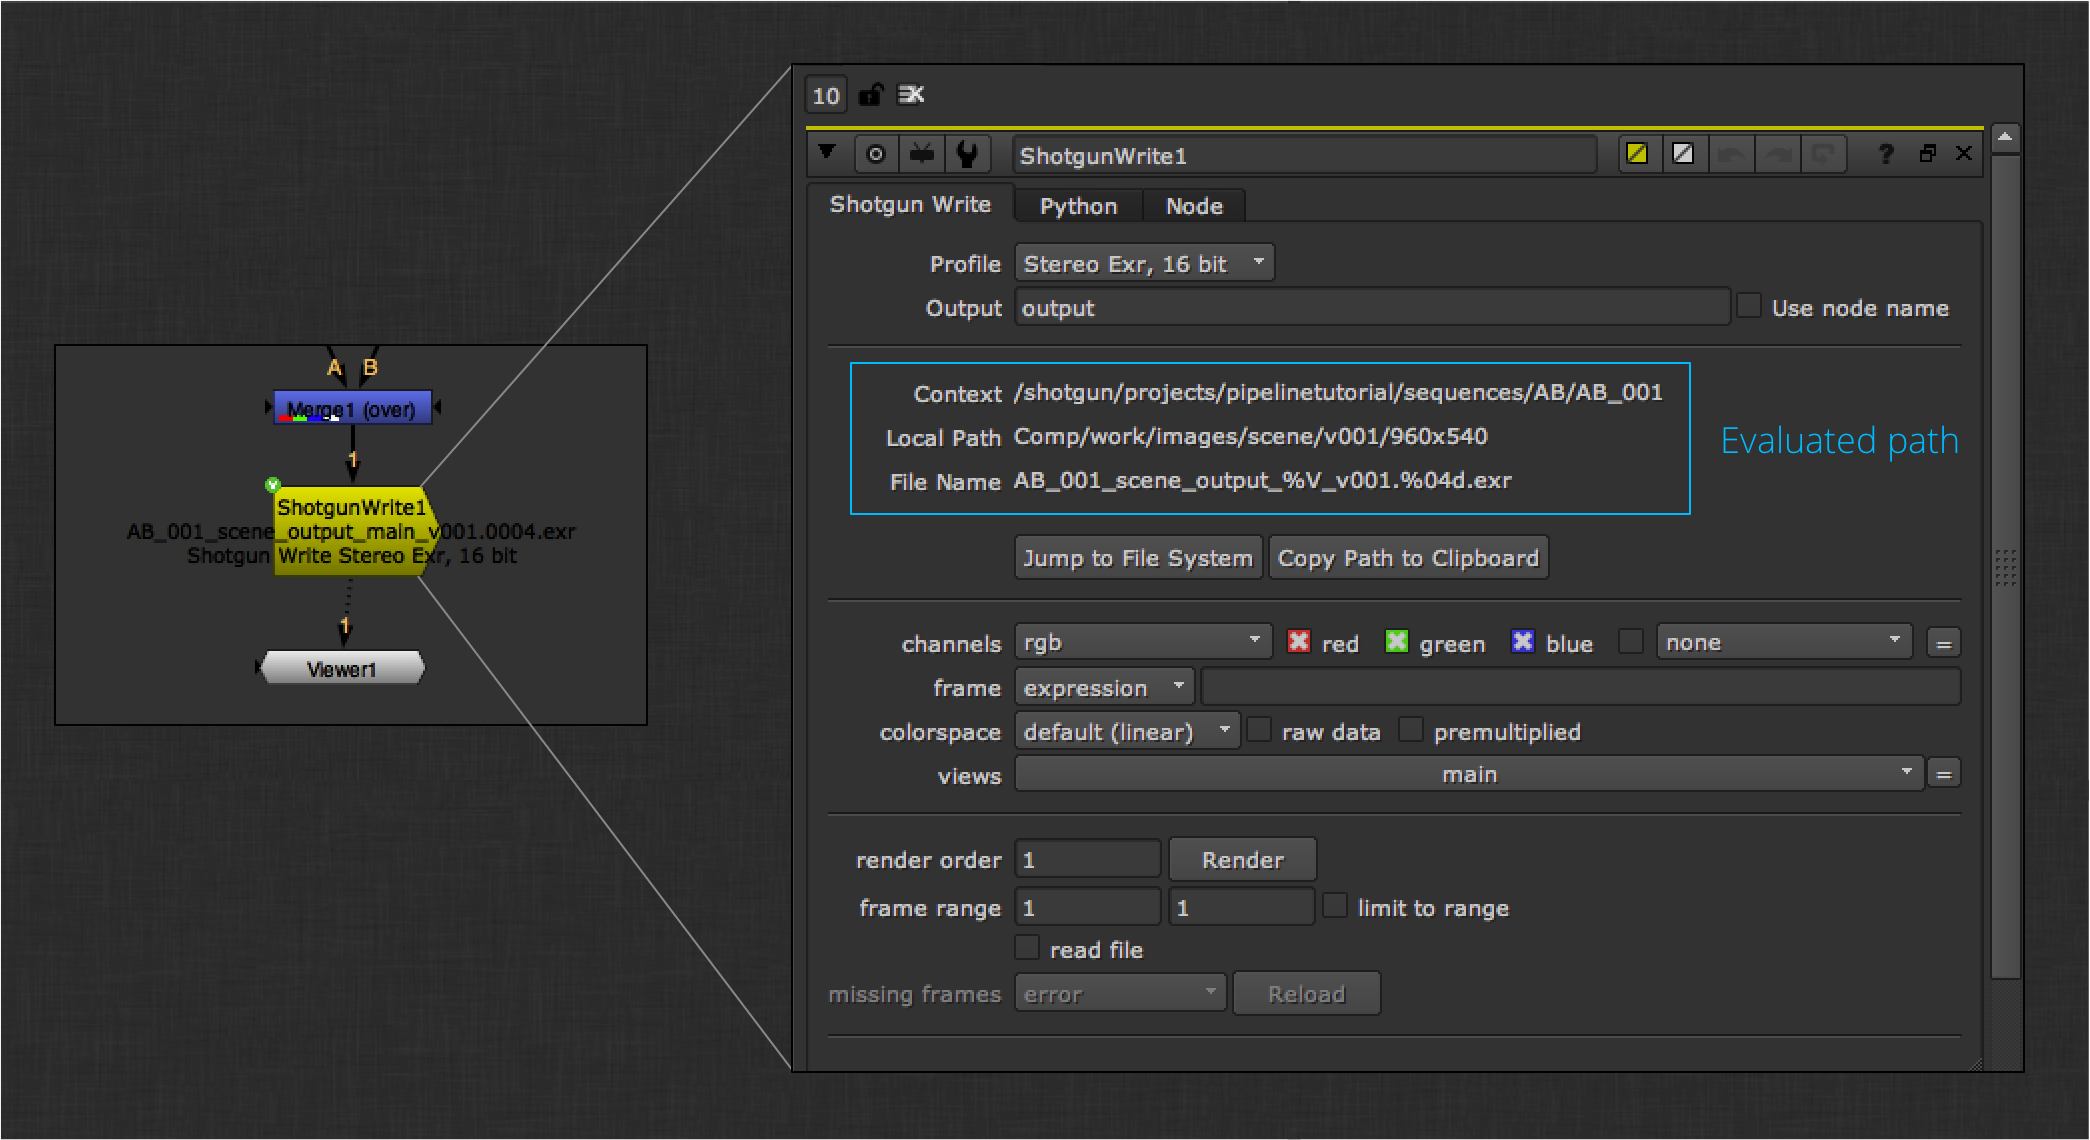 A B
Merge1 (over)
1
ShotgunWrite1
AB_001_scene_output_main_v001.0004.exr
Shotgun Write Stereo Exr, 16 bit
1
Viewer1
10
ShotgunWrite1 ?
Shotgun Write Python Node
Profile Stereo Exr, 16 bit
Output output Use node name
Context /shotgun/projects/pipelinetutorial/sequences/AB/AB_001
Local Path Comp/work/images/scene/v001/960x540
File Name AB_001_scene_output_%V_v001.%04d.exr
Evaluated path
Jump to File System Copy Path to Clipboard
channels rgb red green blue none =
frame expression
colorspace default (linear) raw data premultiplied
views main =
render order 1 Render
frame range 1 1 limit to range
read file
missing frames error Reload